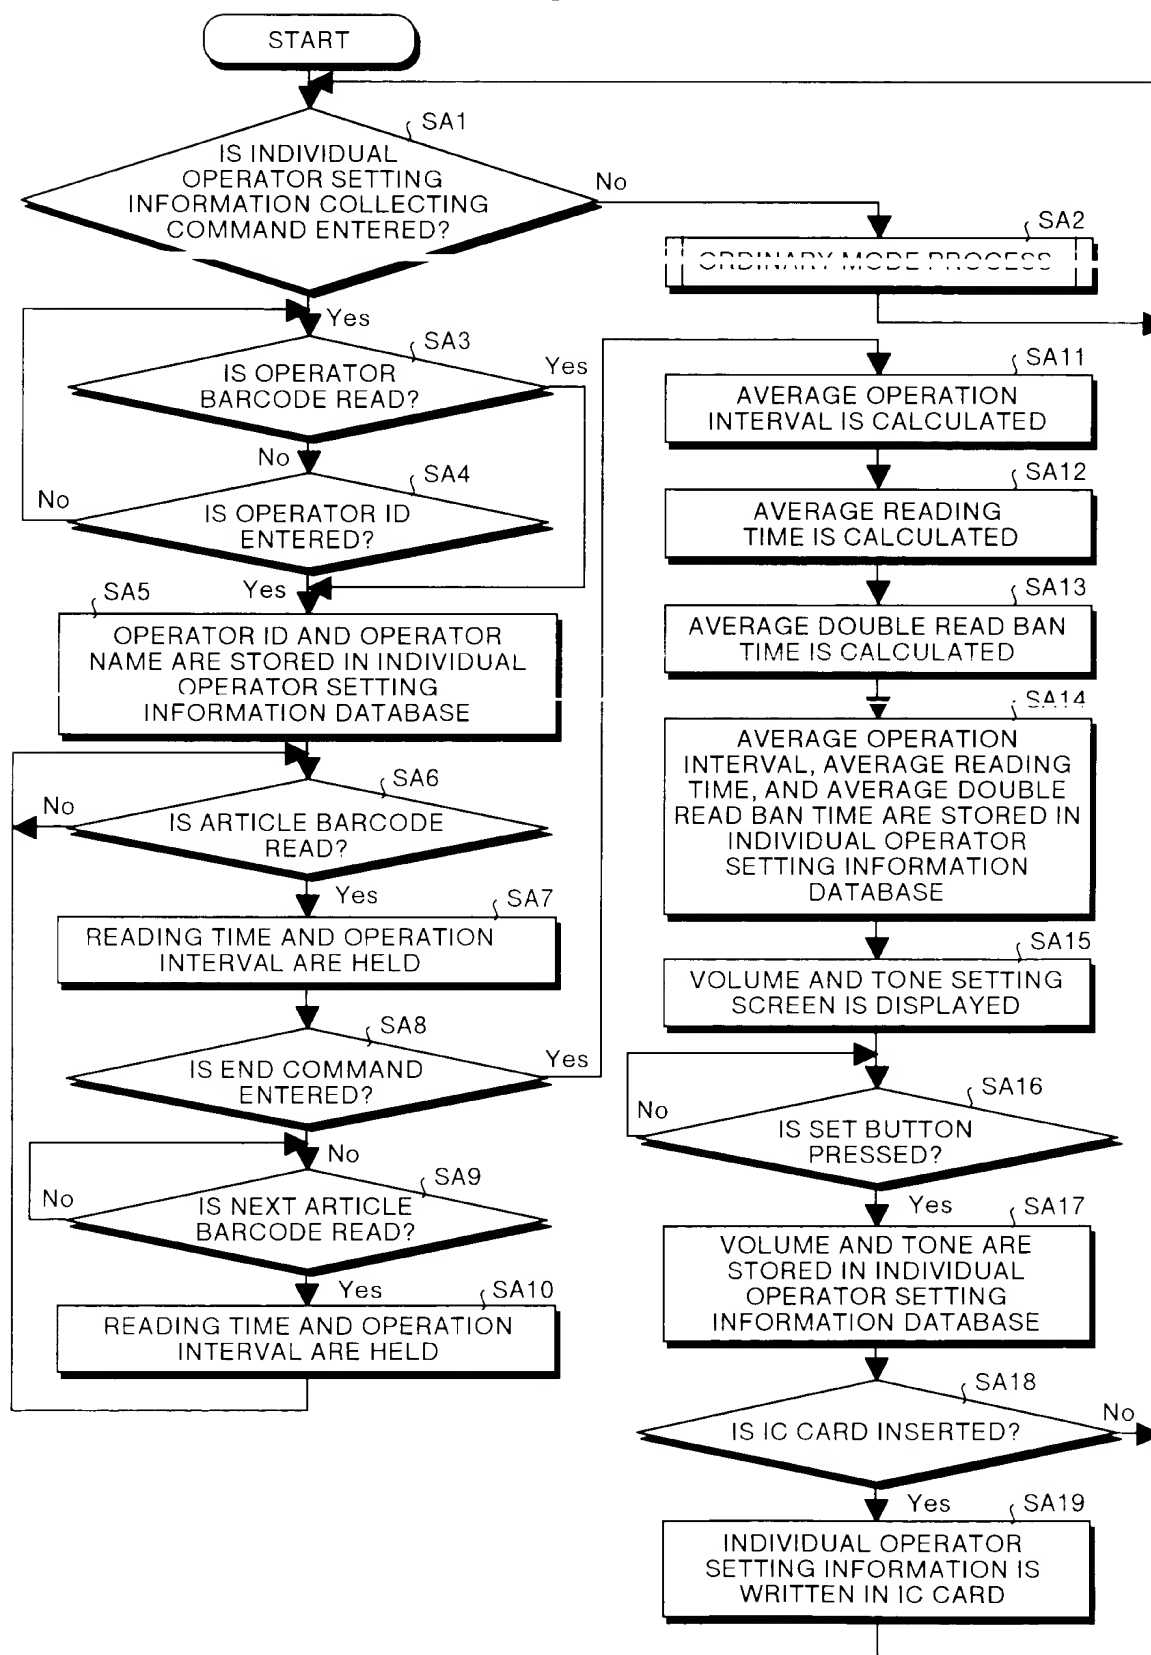 START
SA1
IS INDIVIDUAL
OPERATOR SETTING
INFORMATION COLLECTING
COMMAND ENTERED?
No
SA2
ORDINARY MODE PROCESS
Yes
SA3
IS OPERATOR
BARCODE READ?
Yes
No
SA4
IS OPERATOR ID
ENTERED?
No
Yes
SA5
OPERATOR ID AND OPERATOR
NAME ARE STORED IN INDIVIDUAL
OPERATOR SETTING
INFORMATION DATABASE
SA6
No
IS ARTICLE BARCODE
READ?
Yes
SA7
READING TIME AND OPERATION
INTERVAL ARE HELD
SA8
IS END COMMAND
ENTERED?
Yes
No
SA9
No
IS NEXT ARTICLE
BARCODE READ?
Yes
SA10
READING TIME AND OPERATION
INTERVAL ARE HELD
SA11
AVERAGE OPERATION
INTERVAL IS CALCULATED
SA12
AVERAGE READING
TIME IS CALCULATED
SA13
AVERAGE DOUBLE READ BAN
TIME IS CALCULATED
SA14
AVERAGE OPERATION
INTERVAL, AVERAGE READING
TIME, AND AVERAGE DOUBLE
READ BAN TIME ARE STORED IN
INDIVIDUAL OPERATOR
SETTING INFORMATION
DATABASE
SA15
VOLUME AND TONE SETTING
SCREEN IS DISPLAYED
SA16
No
IS SET BUTTON
PRESSED?
Yes
SA17
VOLUME AND TONE ARE
STORED IN INDIVIDUAL
OPERATOR SETTING
INFORMATION DATABASE
SA18
No
IS IC CARD INSERTED?
Yes
SA19
INDIVIDUAL OPERATOR
SETTING INFORMATION IS
WRITTEN IN IC CARD